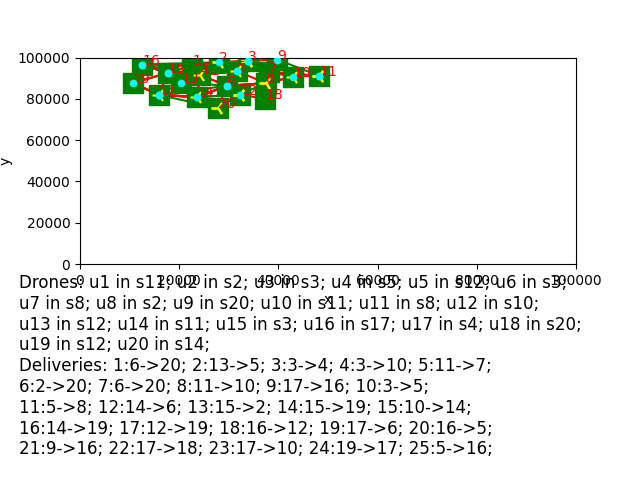 100000
80000
60000
40000
20000
0
y
16
1
2
3
9
11
18
0 20000 40000 60000 80000 100000
x
Drones: u1 in s11; u2 in s2; u3 in s3; u4 in s5; u5 in s12; u6 in s3;
u7 in s8; u8 in s2; u9 in s20; u10 in s11; u11 in s8; u12 in s10;
u13 in s12; u14 in s11; u15 in s3; u16 in s17; u17 in s4; u18 in s20;
u19 in s12; u20 in s14;
Deliveries: 1:6->20; 2:13->5; 3:3->4; 4:3->10; 5:11->7;
6:2->20; 7:6->20; 8:11->10; 9:17->16; 10:3->5;
11:5->8; 12:14->6; 13:15->2; 14:15->19; 15:10->14;
16:14->19; 17:12->19; 18:16->12; 19:17->6; 20:16->5;
21:9->16; 22:17->18; 23:17->10; 24:19->17; 25:5->16;